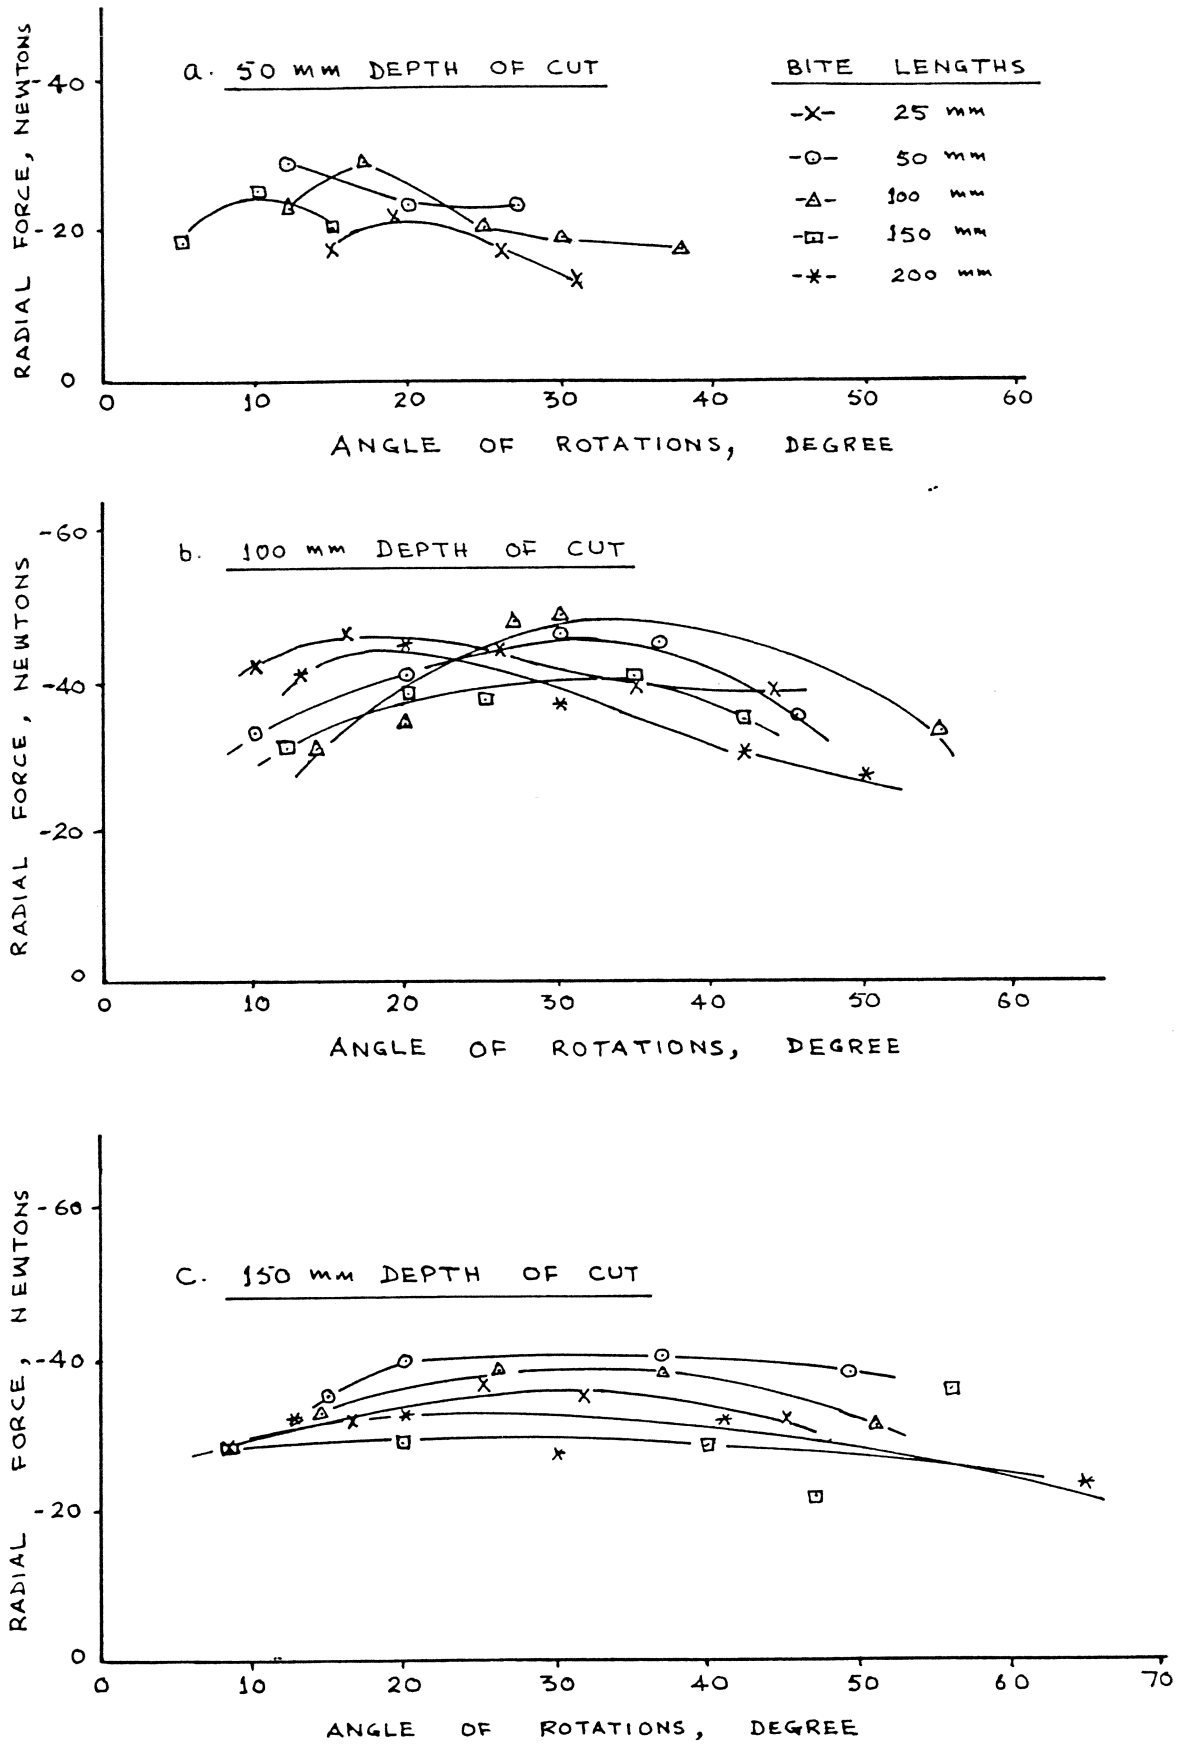 a. 50 mm DEPTH OF CUT
BITE LENGTHS
-X- 25 mm
-O- 50 mm
-△- 100 mm
-□- 150 mm
-*- 200 mm
RADIAL FORCE, NEWTONS
-40
-20
0
0 10 20 30 40 50 60
ANGLE OF ROTATIONS, DEGREE
b. 100 mm DEPTH OF CUT
RADIAL FORCE, NEWTONS
-60
-40
-20
0
0 10 20 30 40 50 60
ANGLE OF ROTATIONS, DEGREE
C. 150 mm DEPTH OF CUT
RADIAL FORCE, NEWTONS
-60
-40
-20
0
0 10 20 30 40 50 60 70
ANGLE OF ROTATIONS, DEGREE